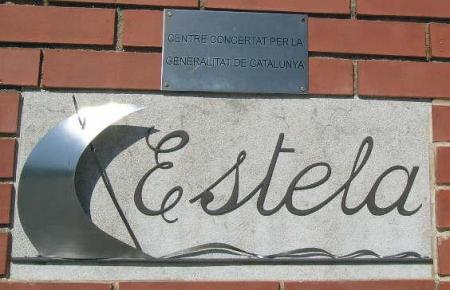 CENTRE CONCERTAT PER LA
GENERALITAT DE CATALUNYA
Estela